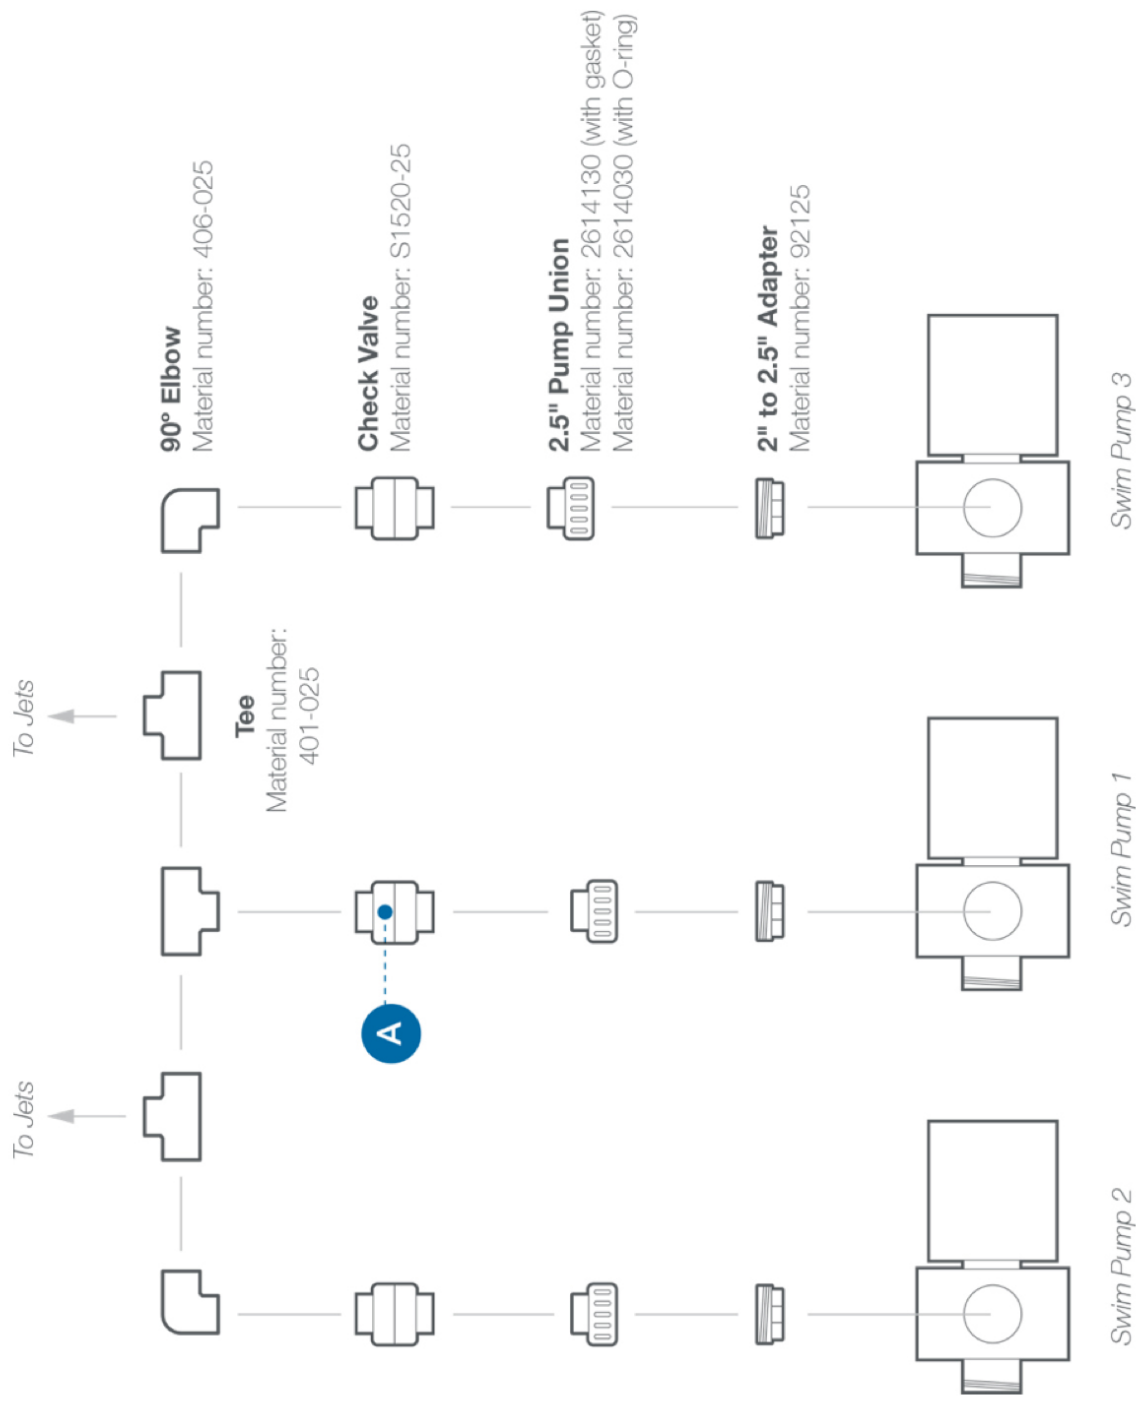 To Jets
To Jets
90º Elbow
Material number: 406-025
Tee
Material number:
401-025
Check Valve
Material number: S1520-25
A
2.5" Pump Union
Material number: 2614130 (with gasket)
Material number: 2614030 (with O-ring)
2" to 2.5" Adapter
Material number: 92125
Swim Pump 2
Swim Pump 1
Swim Pump 3